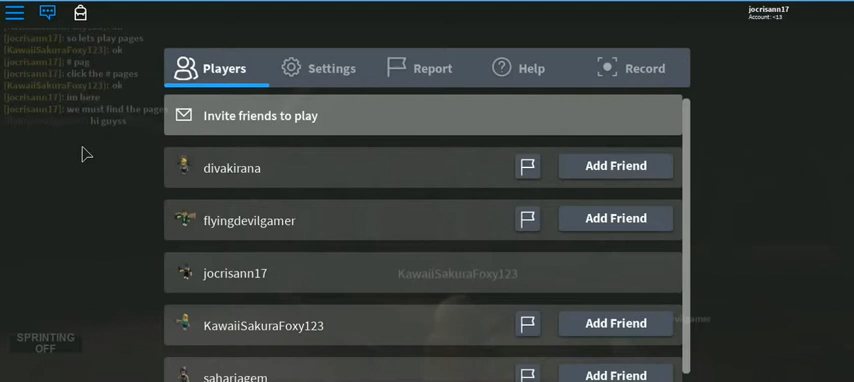 jocrisann17
Account: <13
[jocrisann17]: so lets play pages
[KawaiiSakuraFoxy123]: ok
[jocrisann17]: # pag
[jocrisann17]: click the # pages
[KawaiiSakuraFoxy123]: ok
[jocrisann17]: im here
[jocrisann17]: we must find the pages
hi guyss
Players
Settings
Report
Help
Record
Invite friends to play
divakirana
Add Friend
flyingdevilgamer
Add Friend
jocrisann17
KawaiiSakuraFoxy123
KawaiiSakuraFoxy123
Add Friend
Add Friend
SPRINTING
OFF